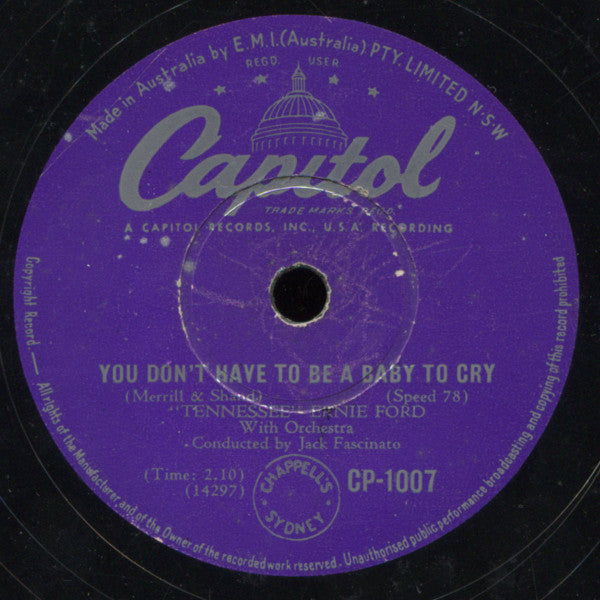 Made in Australia by E.M.I.(Australia) PTY. LIMITED N·S·W
REGD. USER
Capitol
TRADE MARKS REGD.
A CAPITOL RECORDS, INC., U.S.A. RECORDING
YOU DON'T HAVE TO BE A BABY TO CRY
(Merrill & Shand) (Speed 78)
"TENNESSEE" ERNIE FORD
With Orchestra
Conducted by Jack Fascinato
(Time: 2.10)
(14297)
CHAPPELL'S
SYDNEY
CP-1007
Copyright Record. — All rights of the Manufacturer, and of the Owner of the recorded work reserved. Unauthorised public performance broadcasting and copying of this record prohibited